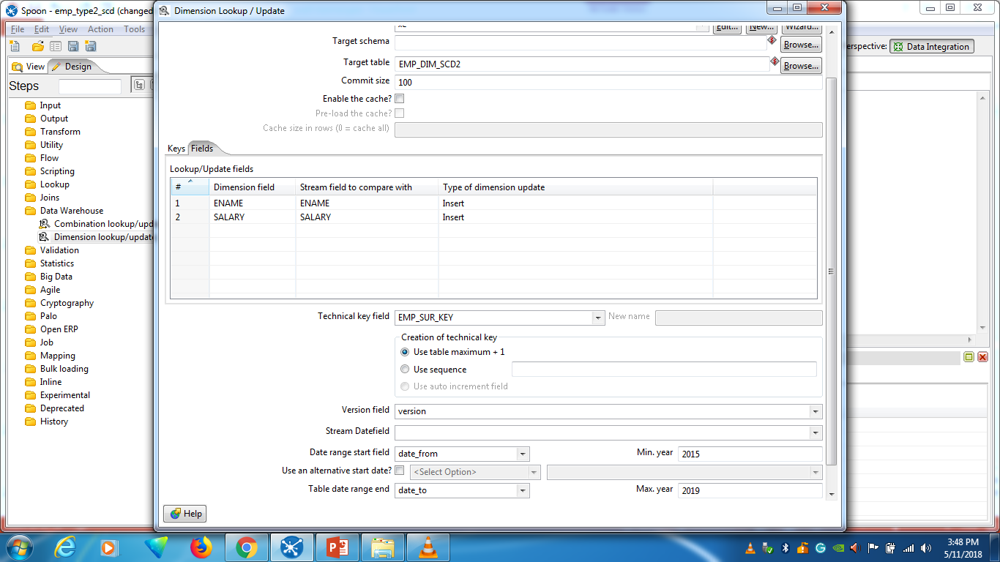 Spoon - emp_type2_scd (changed
Dimension Lookup / Update
File Edit View Action Tools
xe Edit... New... Wizard...
Target schema Browse...
erspective: Data Integration
View Design
Target table EMP_DIM_SCD2 Browse...
Steps
Commit size 100
Enable the cache?
Pre-load the cache?
Cache size in rows (0 = cache all)
Input
Output
Transform
Utility
Flow
Scripting
Lookup
Joins
Data Warehouse
Combination lookup/upd
Dimension lookup/update
Validation
Statistics
Big Data
Agile
Cryptography
Palo
Open ERP
Job
Mapping
Bulk loading
Inline
Experimental
Deprecated
History
Keys Fields
Lookup/Update fields
# Dimension field Stream field to compare with Type of dimension update
1 ENAME ENAME Insert
2 SALARY SALARY Insert
Technical key field EMP_SUR_KEY New name
Creation of technical key
Use table maximum + 1
Use sequence
Use auto increment field
Version field version
Stream Datefield
Date range start field date_from Min. year 2015
Use an alternative start date? <Select Option>
Table date range end date_to Max. year 2019
Help
3:48 PM
5/11/2018